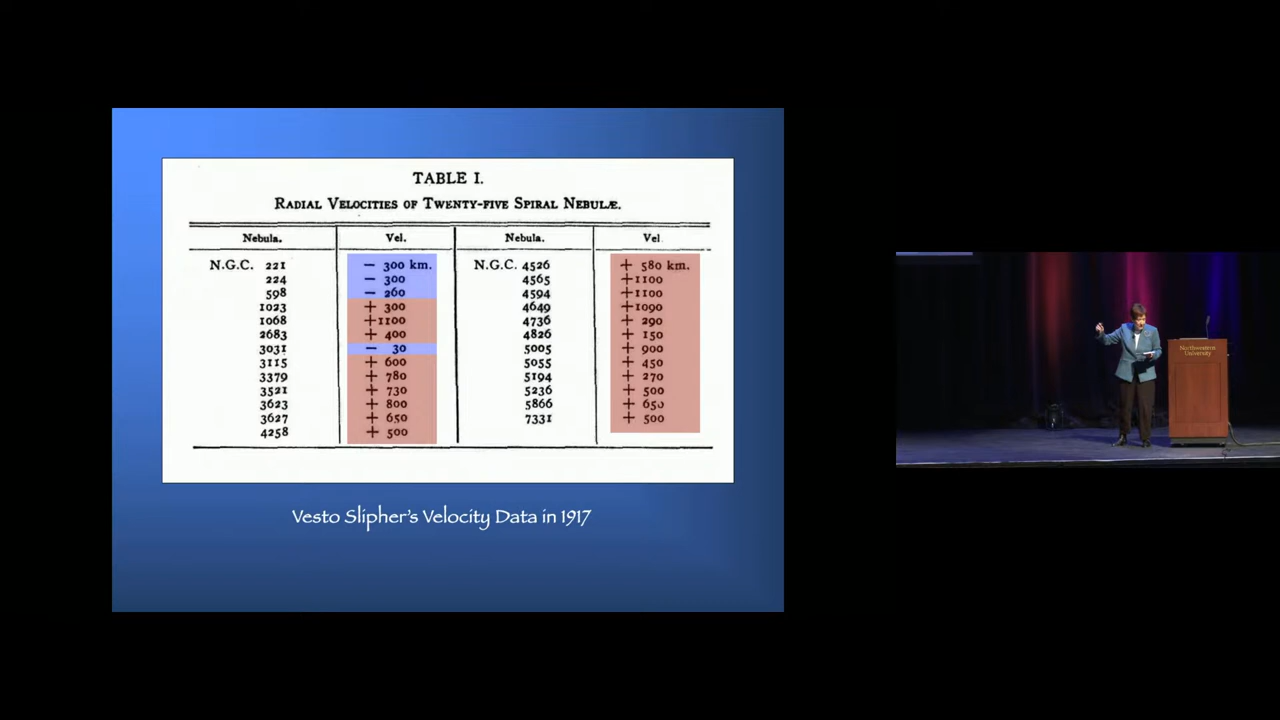 TABLE I.
RADIAL VELOCITIES OF TWENTY-FIVE SPIRAL NEBULÆ.
Nebula. Vel. Nebula. Vel
N.G.C. 221 − 300 km. N.G.C. 4526 + 580 km.
224 − 300 4565 +1100
598 − 260 4594 +1100
1023 + 300 4649 +1090
1068 +1100 4736 + 290
2683 + 400 4826 + 150
3031 − 30 5005 + 900
3115 + 600 5055 + 450
3379 + 780 5194 + 270
3521 + 730 5236 + 500
3623 + 800 5866 + 650
3627 + 650 7331 + 500
4258 + 500
Vesto Slipher's Velocity Data in 1917
Northwestern
University